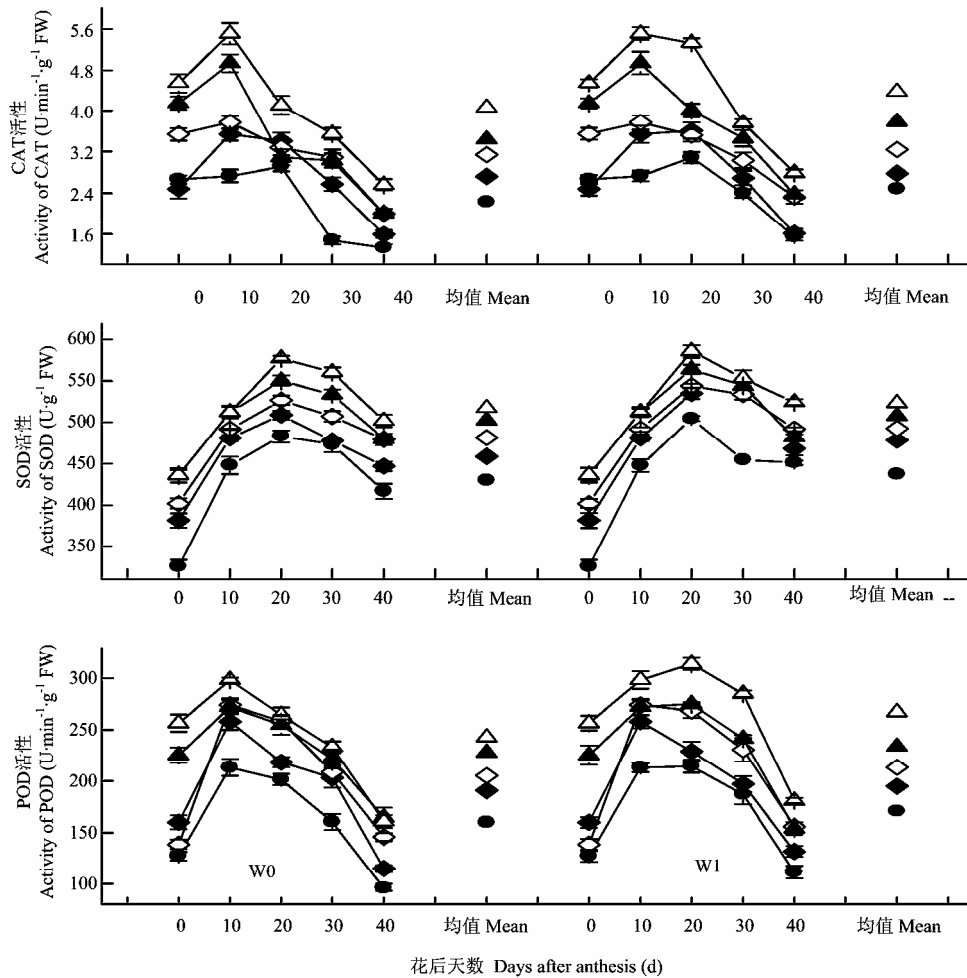 CAT活性
Activity of CAT (U·min⁻¹·g⁻¹ FW)
5.6
4.8
4.0
3.2
2.4
1.6
0 10 20 30 40 均值 Mean 0 10 20 30 40 均值 Mean
SOD活性
Activity of SOD (U·g⁻¹ FW)
600
550
500
450
400
350
0 10 20 30 40 均值 Mean 0 10 20 30 40 均值 Mean --
POD活性
Activity of POD (U·min⁻¹·g⁻¹ FW)
300
250
200
150
100
W0 W1
0 10 20 30 40 均值 Mean 0 10 20 30 40 均值 Mean
花后天数 Days after anthesis (d)